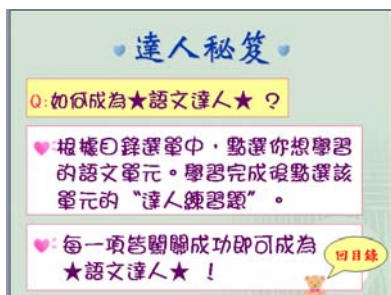 達人秘笈
Q:如何成為★語文達人★ ?
根據目錄選單中,點選你想學習
的語文單元。學習完成後點選該
單元的“達人練習題”。
每一項皆闖關成功即可成為
★語文達人★ !
回目錄